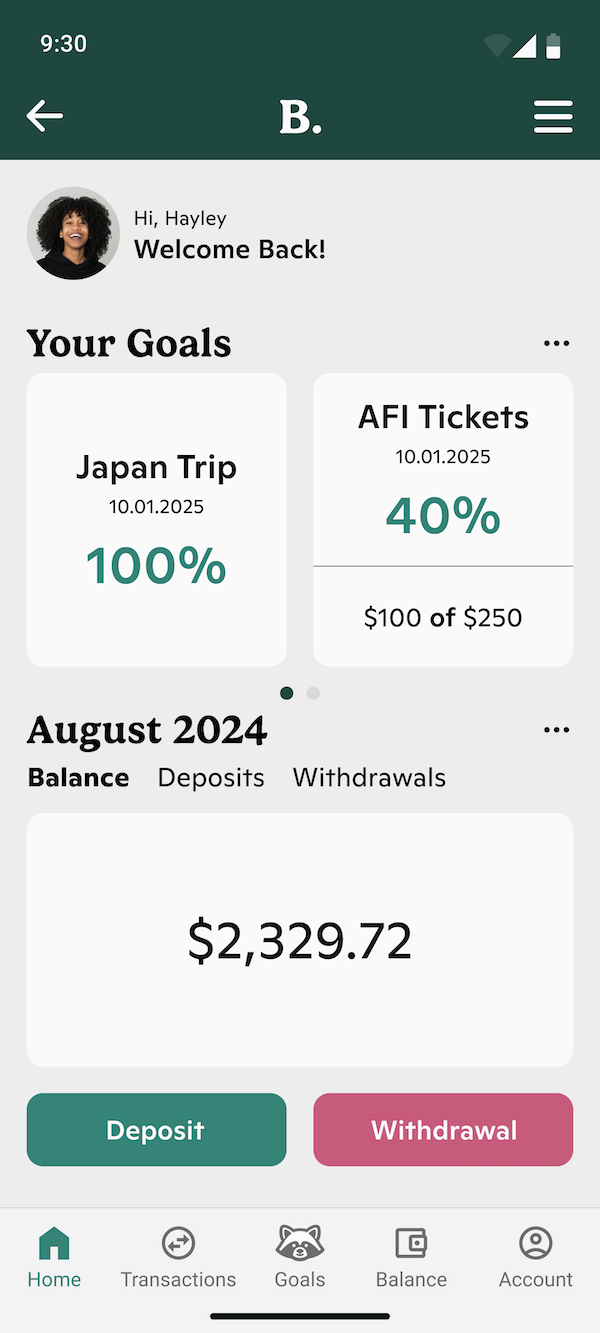 9:30
B.
Hi, Hayley
Welcome Back!
Your Goals
Japan Trip
10.01.2025
100%
AFI Tickets
10.01.2025
40%
$100 of $250
August 2024
Balance Deposits Withdrawals
$2,329.72
Deposit Withdrawal
Home Transactions Goals Balance Account